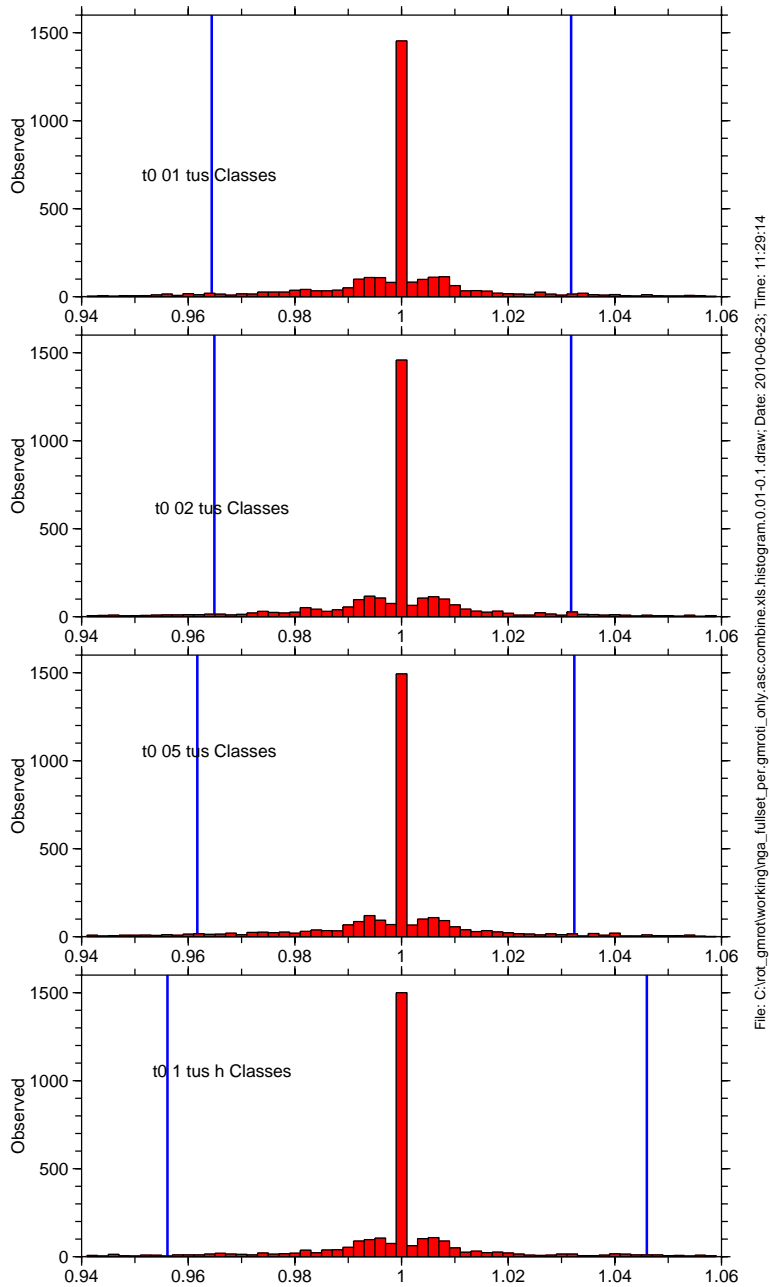 1500
1000
500
0
Observed
t0 01 tus Classes
0.94 0.96 0.98 1 1.02 1.04 1.06
1500
1000
500
0
Observed
t0 02 tus Classes
0.94 0.96 0.98 1 1.02 1.04 1.06
1500
1000
500
0
Observed
t0 05 tus Classes
0.94 0.96 0.98 1 1.02 1.04 1.06
1500
1000
500
0
Observed
t0 1 tus h Classes
0.94 0.96 0.98 1 1.02 1.04 1.06
File: C:\rot_gmrot\working\nga_fullset_per.gmroti_only.asc.combine.xls.histogram.0.01-0.1.draw; Date: 2010-06-23; Time: 11:29:14